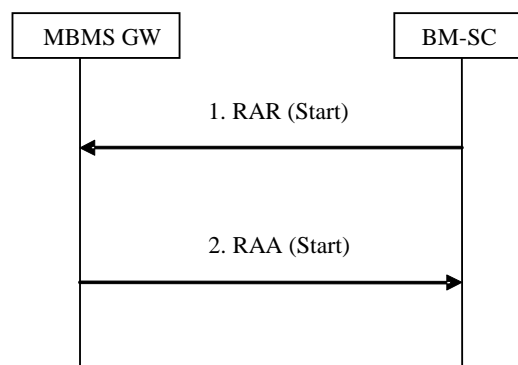 MBMS GW
BM-SC
1. RAR (Start)
2. RAA (Start)